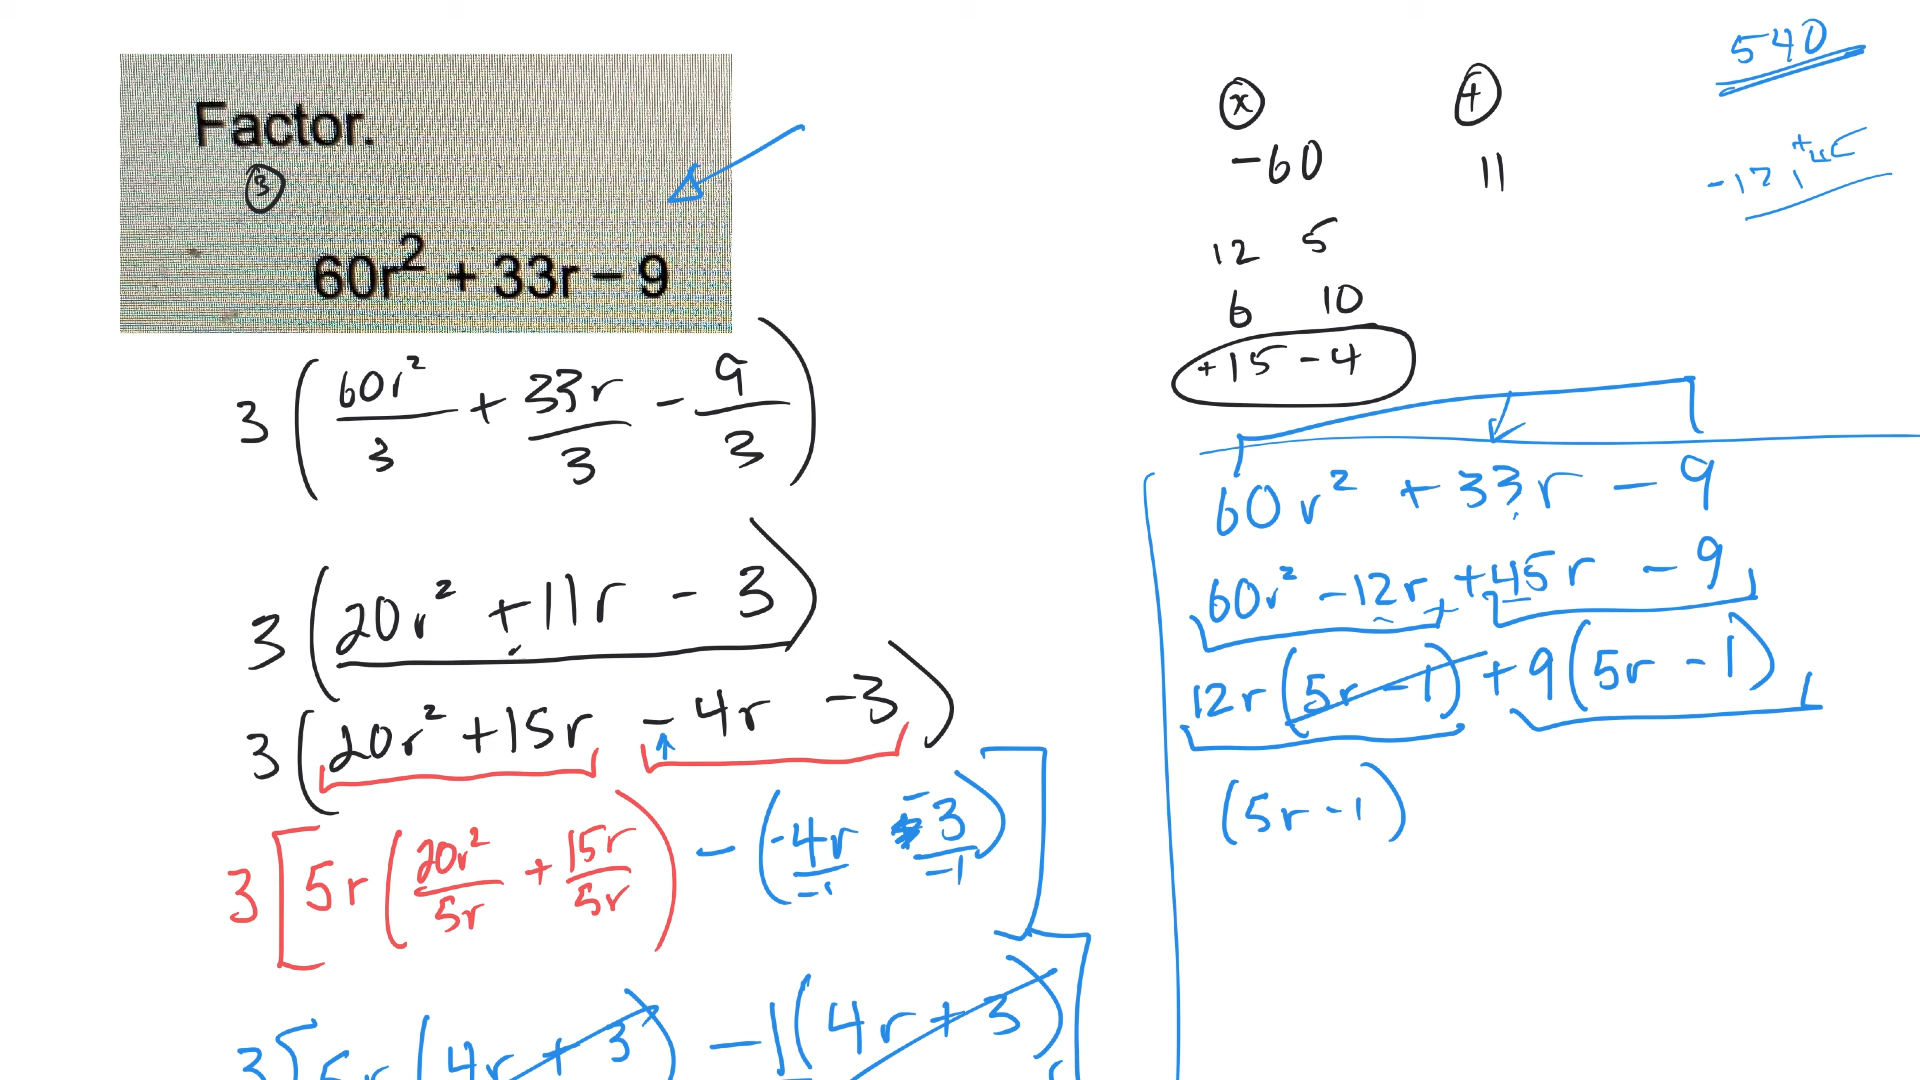 Factor.
③
60r² + 33r – 9
3 ( 60r²/3 + 33r/3 - 9/3 )
3 ( 20r² + 11r - 3 )
3 ( 20r² + 15r - 4r - 3 )
3 [ 5r ( 20r²/5r + 15r/5r ) - ( -4r/-1 -3/-1 ) ]
3 [ 5r ( 4r + 3 ) - 1 ( 4r + 3 )
x +
-60 11
12 5
6 10
+15 -4
540
60r² + 33r - 9
60r² - 12r + +45r - 9
12r ( 5r - 1 ) + 9 ( 5r - 1 )
( 5r - 1 )